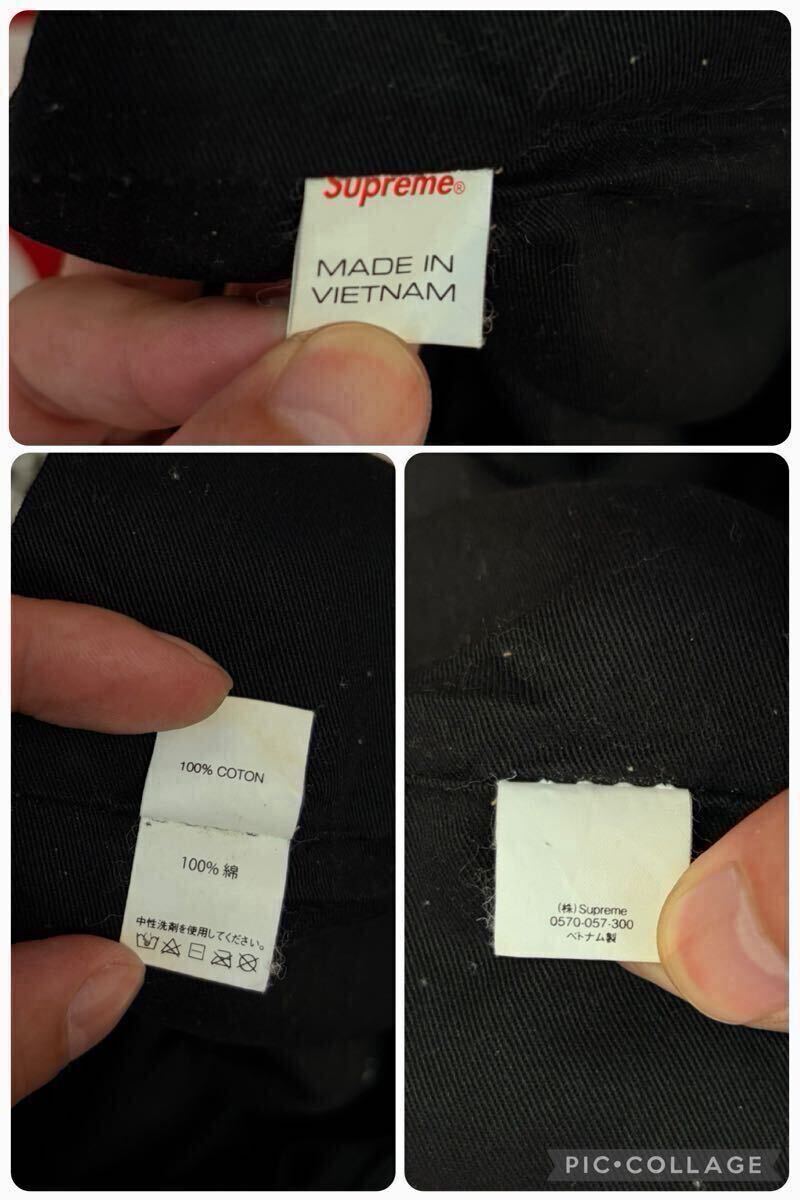 Supreme®
MADE IN
VIETNAM
100% COTON
100% 綿
中性洗剤を使用してください。
(株) Supreme
0570-057-300
ベトナム製
PIC•COLLAGE